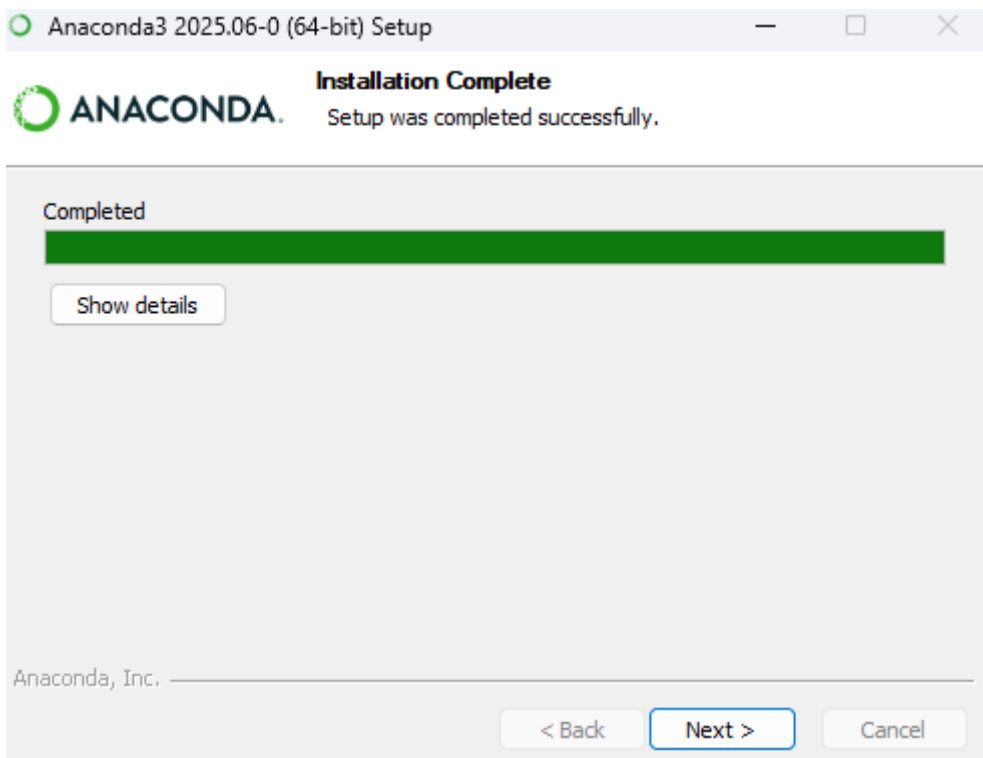 Anaconda3 2025.06-0 (64-bit) Setup
ANACONDA.
Installation Complete
Setup was completed successfully.
Completed
Show details
Anaconda, Inc.
< Back
Next >
Cancel